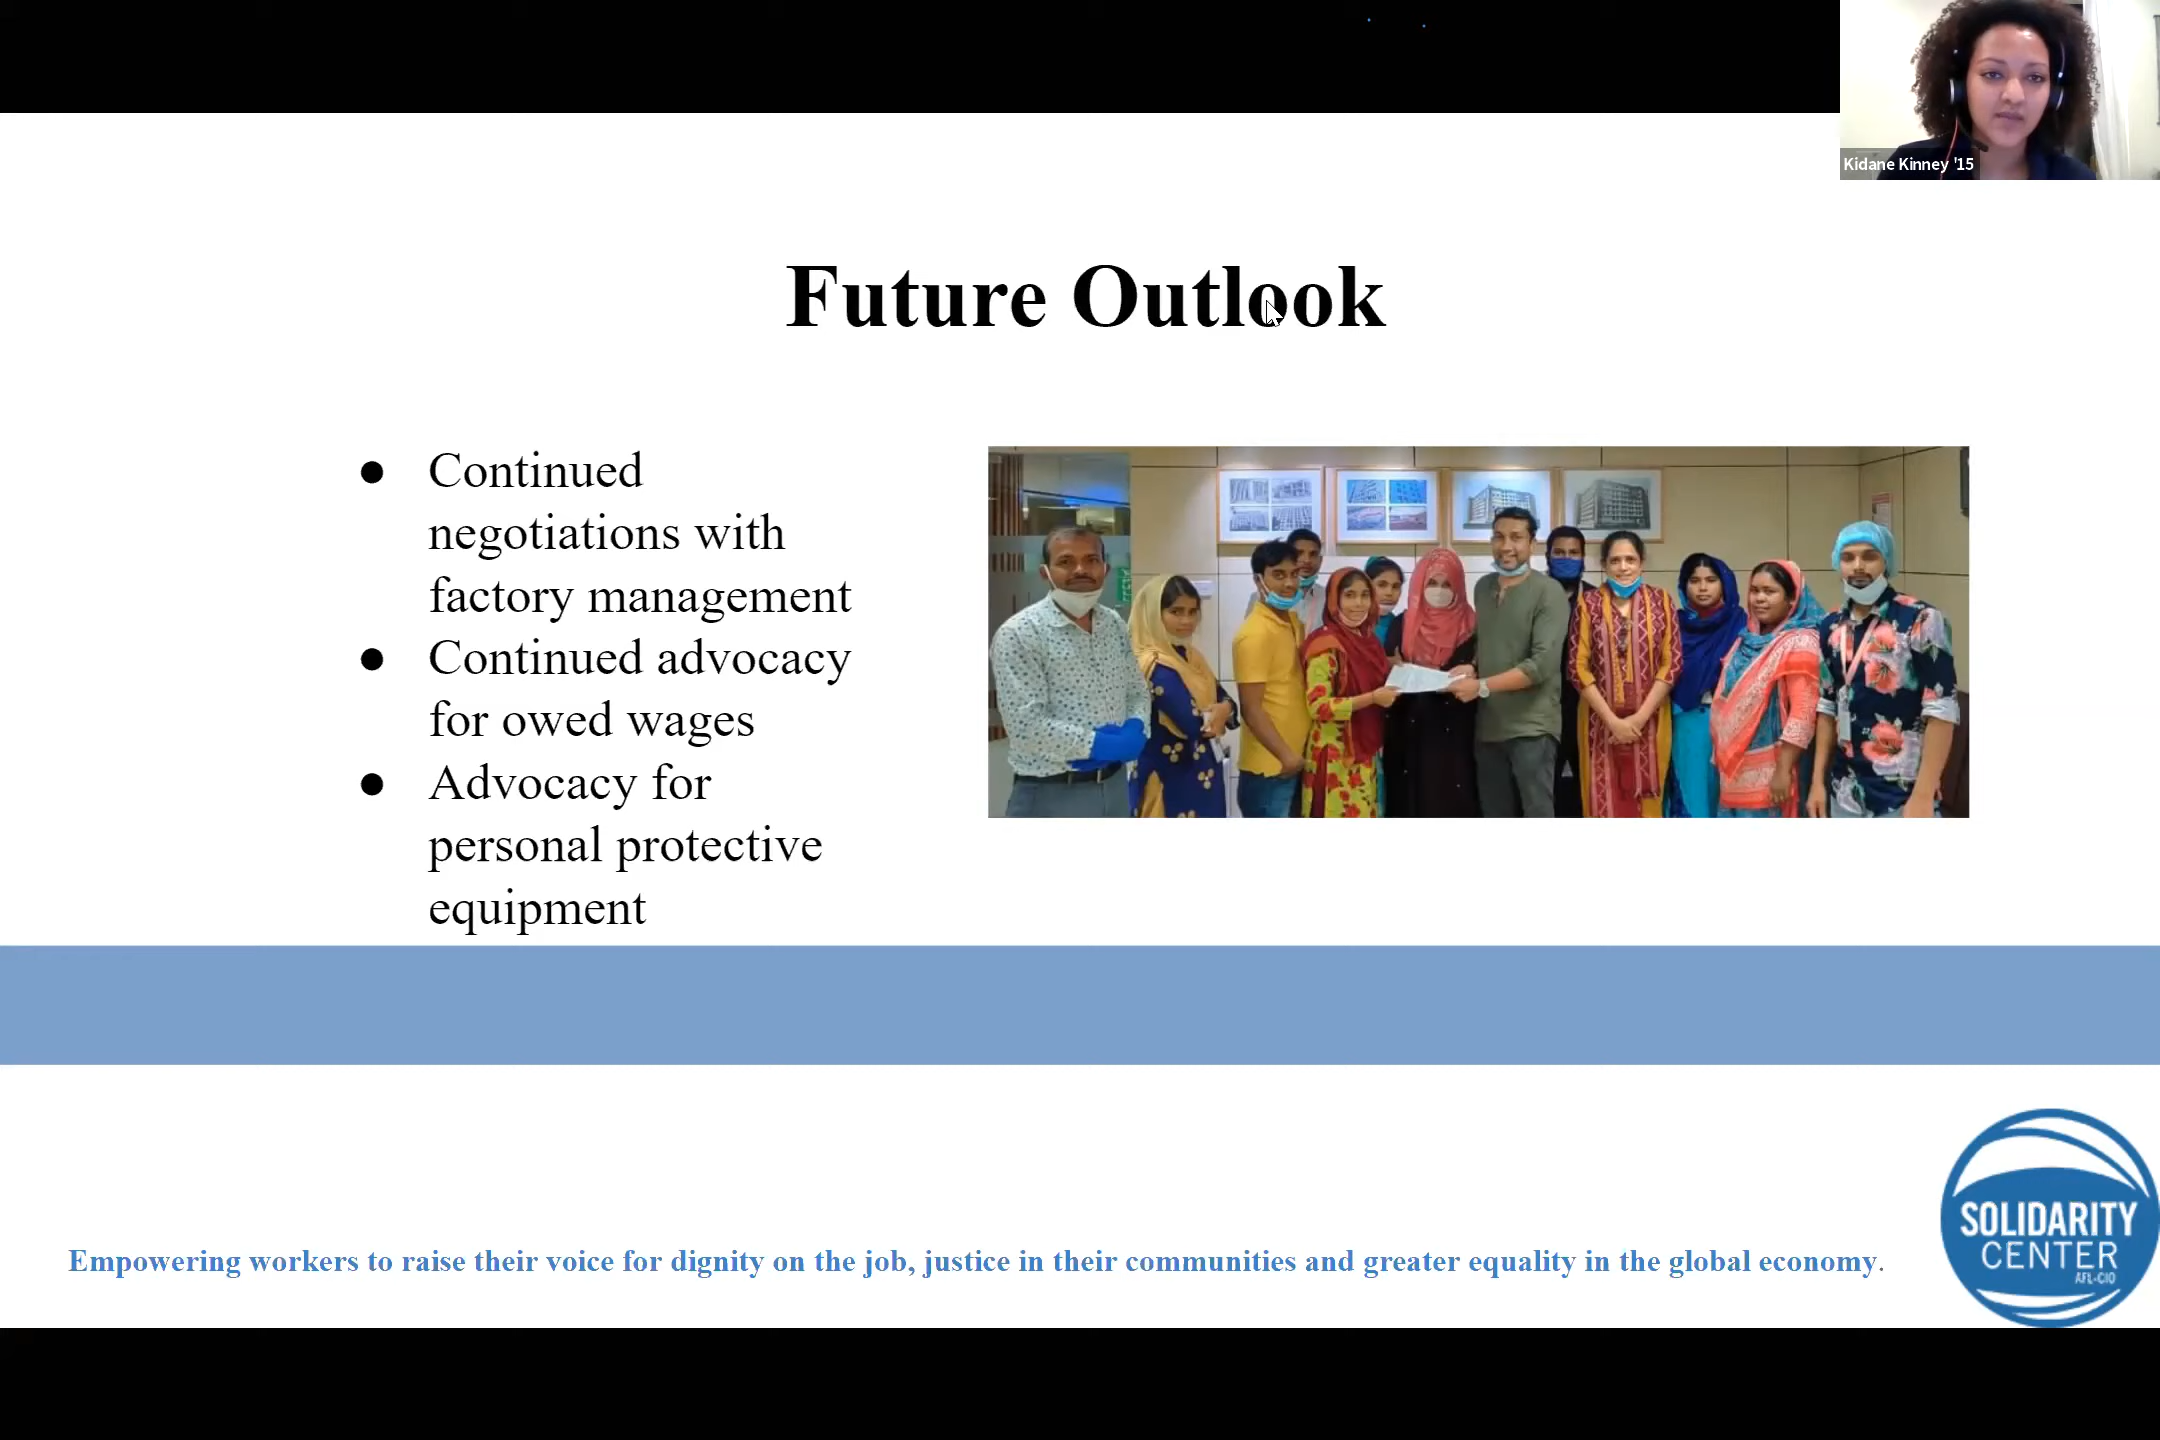 Kidane Kinney '15
Future Outlook
● Continued
negotiations with
factory management
● Continued advocacy
for owed wages
● Advocacy for
personal protective
equipment
SOLIDARITY
CENTER
AFL-CIO
Empowering workers to raise their voice for dignity on the job, justice in their communities and greater equality in the global economy.